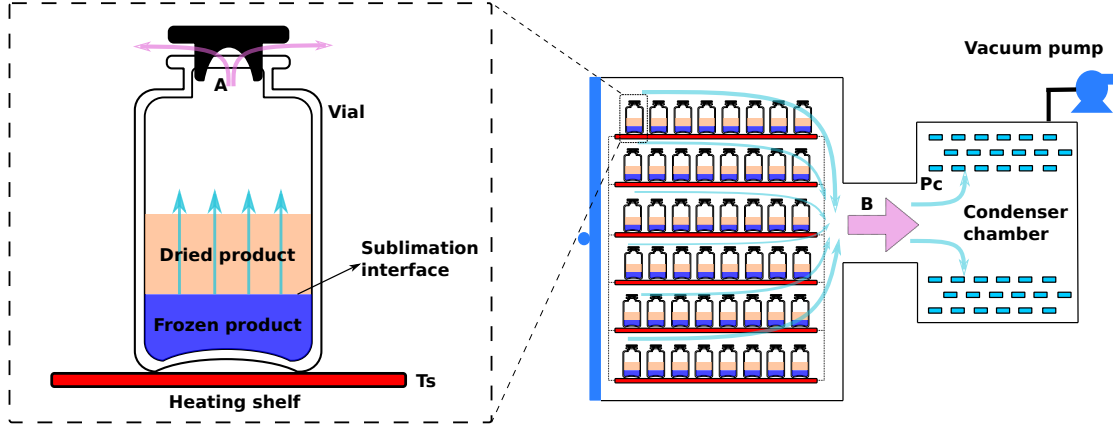 A
Vial
Dried product
Sublimation
interface
Frozen product
Ts
Heating shelf
Vacuum pump
Pc
B
Condenser
chamber